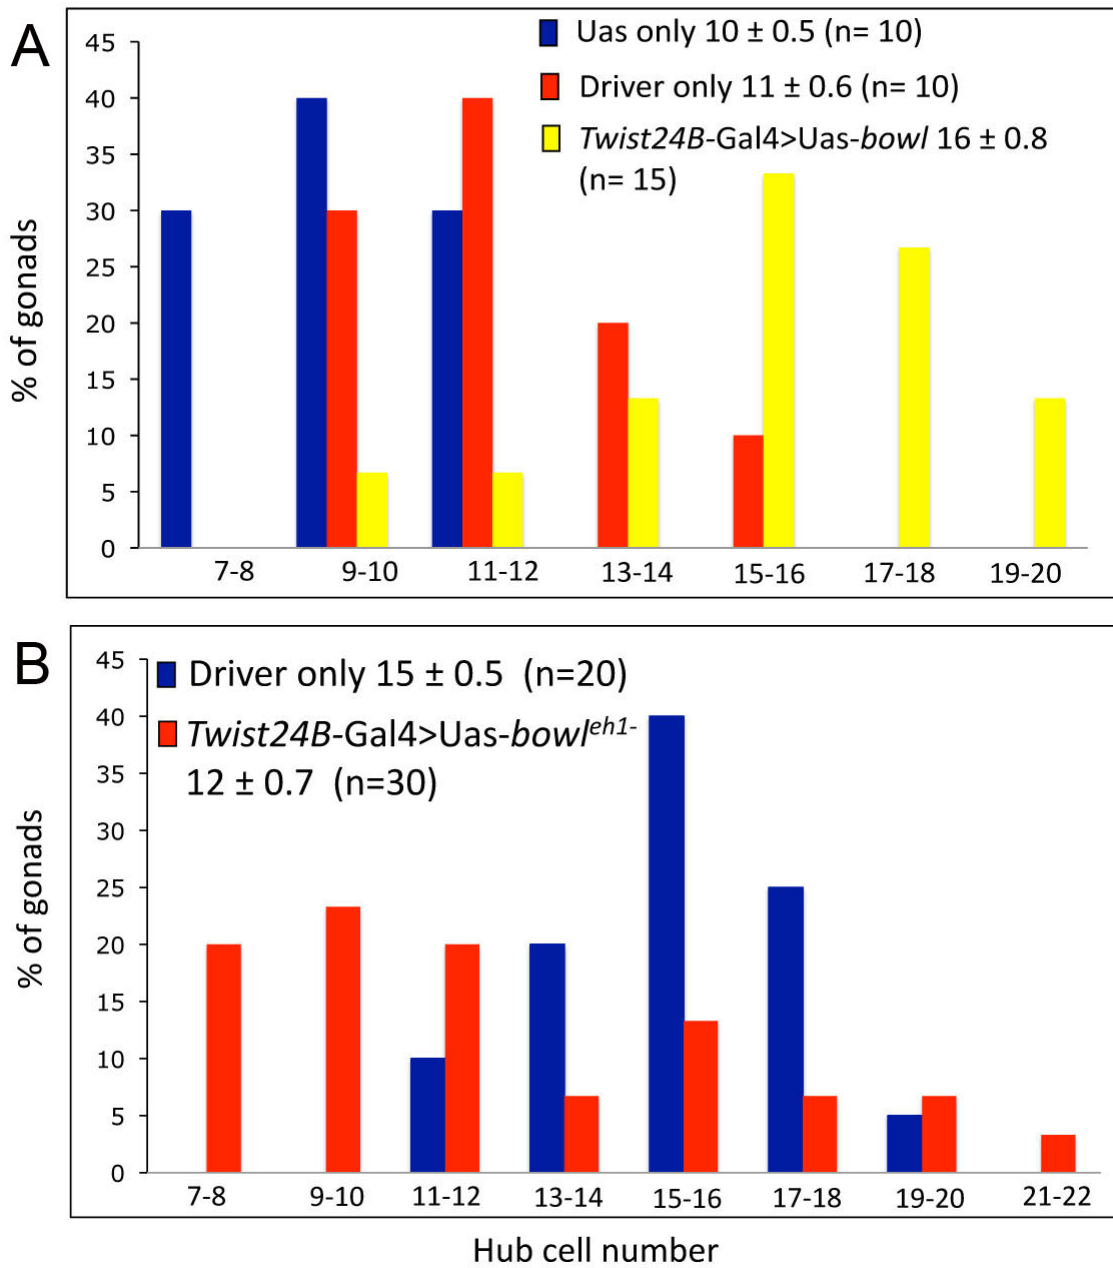 A
45
40
35
30
25
20
15
10
5
0
% of gonads
Uas only 10 ± 0.5 (n= 10)
Driver only 11 ± 0.6 (n= 10)
Twist24B-Gal4>Uas-bowl 16 ± 0.8
(n= 15)
7-8 9-10 11-12 13-14 15-16 17-18 19-20
B
45
40
35
30
25
20
15
10
5
0
% of gonads
Driver only 15 ± 0.5 (n=20)
Twist24B-Gal4>Uas-bowl^eh1-
12 ± 0.7 (n=30)
7-8 9-10 11-12 13-14 15-16 17-18 19-20 21-22
Hub cell number